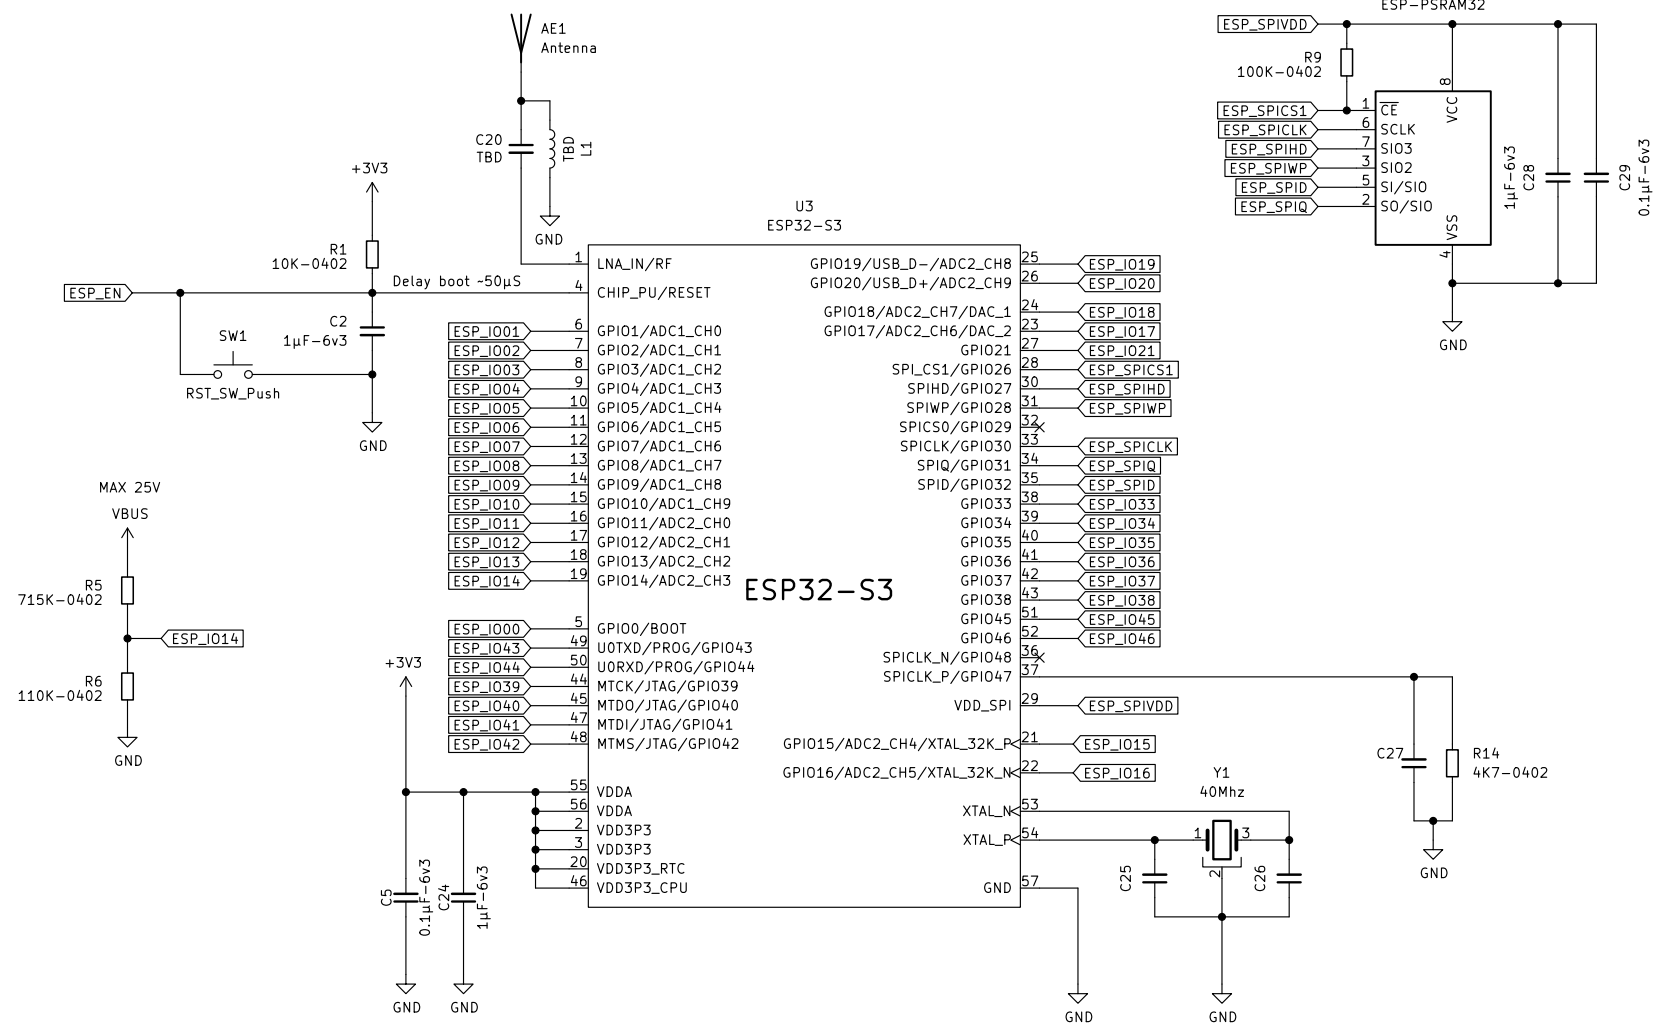 AE1
Antenna
C20
TBD
TBD
L1
GND
+3V3
R1
10K-0402
Delay boot ~50µS
ESP_EN
C2
1µF-6v3
SW1
RST_SW_Push
GND
MAX 25V
VBUS
R5
715K-0402
ESP_IO14
R6
110K-0402
GND
ESP-PSRAM32
ESP_SPIVDD
R9
100K-0402
8
VCC
ESP_SPICS1 1 CE
ESP_SPICLK 6 SCLK
ESP_SPIHD 7 SIO3
ESP_SPIWP 3 SIO2
ESP_SPID 5 SI/SIO
ESP_SPIQ 2 SO/SIO
VSS
4
GND
1µF-6v3
C28
C29
0.1µF-6v3
U3
ESP32-S3
1 LNA_IN/RF
4 CHIP_PU/RESET
ESP_IO01 6 GPIO1/ADC1_CH0
ESP_IO02 7 GPIO2/ADC1_CH1
ESP_IO03 8 GPIO3/ADC1_CH2
ESP_IO04 9 GPIO4/ADC1_CH3
ESP_IO05 10 GPIO5/ADC1_CH4
ESP_IO06 11 GPIO6/ADC1_CH5
ESP_IO07 12 GPIO7/ADC1_CH6
ESP_IO08 13 GPIO8/ADC1_CH7
ESP_IO09 14 GPIO9/ADC1_CH8
ESP_IO10 15 GPIO10/ADC1_CH9
ESP_IO11 16 GPIO11/ADC2_CH0
ESP_IO12 17 GPIO12/ADC2_CH1
ESP_IO13 18 GPIO13/ADC2_CH2
ESP_IO14 19 GPIO14/ADC2_CH3
ESP32-S3
ESP_IO00 5 GPIO0/BOOT
ESP_IO43 49 U0TXD/PROG/GPIO43
ESP_IO44 50 U0RXD/PROG/GPIO44
ESP_IO39 44 MTCK/JTAG/GPIO39
ESP_IO40 45 MTDO/JTAG/GPIO40
ESP_IO41 47 MTDI/JTAG/GPIO41
ESP_IO42 48 MTMS/JTAG/GPIO42
55 VDDA
56 VDDA
2 VDD3P3
3 VDD3P3
20 VDD3P3_RTC
46 VDD3P3_CPU
GPIO19/USB_D-/ADC2_CH8 25 ESP_IO19
GPIO20/USB_D+/ADC2_CH9 26 ESP_IO20
GPIO18/ADC2_CH7/DAC_1 24 ESP_IO18
GPIO17/ADC2_CH6/DAC_2 23 ESP_IO17
GPIO21 27 ESP_IO21
SPI_CS1/GPIO26 28 ESP_SPICS1
SPIHD/GPIO27 30 ESP_SPIHD
SPIWP/GPIO28 31 ESP_SPIWP
SPICS0/GPIO29 32
SPICLK/GPIO30 33 ESP_SPICLK
SPIQ/GPIO31 34 ESP_SPIQ
SPID/GPIO32 35 ESP_SPID
GPIO33 38 ESP_IO33
GPIO34 39 ESP_IO34
GPIO35 40 ESP_IO35
GPIO36 41 ESP_IO36
GPIO37 42 ESP_IO37
GPIO38 43 ESP_IO38
GPIO45 51 ESP_IO45
GPIO46 52 ESP_IO46
SPICLK_N/GPIO48 36
SPICLK_P/GPIO47 37
VDD_SPI 29 ESP_SPIVDD
GPIO15/ADC2_CH4/XTAL_32K_P 21 ESP_IO15
GPIO16/ADC2_CH5/XTAL_32K_N 22 ESP_IO16
XTAL_N 53
XTAL_P 54
GND 57
+3V3
C5
0.1µF-6v3
C24
1µF-6v3
GND
GND
Y1
40Mhz
1
3
2
C25
C26
GND
GND
C27
R14
4K7-0402
GND